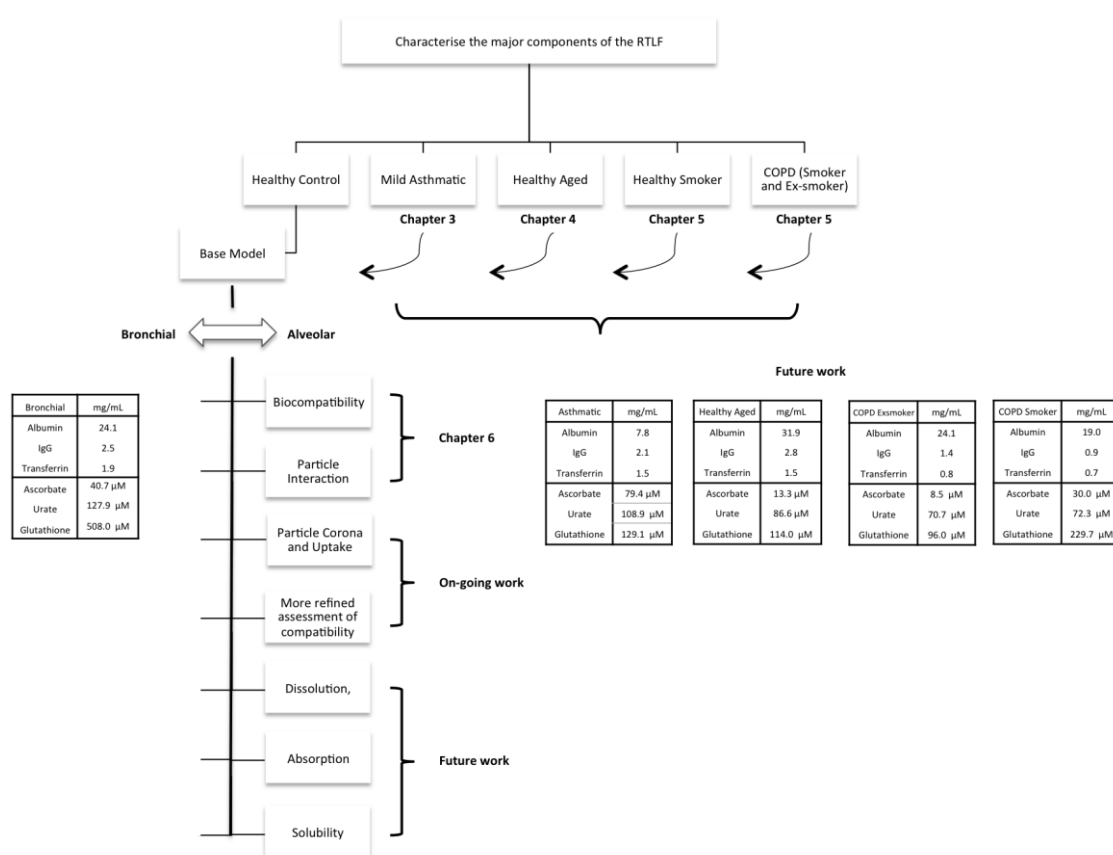 Characterise the major components of the RTLF
Healthy Control
Mild Asthmatic
Healthy Aged
Healthy Smoker
COPD (Smoker
and Ex-smoker)
Chapter 3
Chapter 4
Chapter 5
Chapter 5
Base Model
Bronchial
Alveolar
Future work
Biocompatibility
Particle
Interaction
Chapter 6
Particle Corona
and Uptake
More refined
assessment of
compatibility
On-going work
Dissolution,
Absorption
Solubility
Future work
Bronchial mg/mL
Albumin 24.1
IgG 2.5
Transferrin 1.9
Ascorbate 40.7 µM
Urate 127.9 µM
Glutathione 508.0 µM
Asthmatic mg/mL
Albumin 7.8
IgG 2.1
Transferrin 1.5
Ascorbate 79.4 µM
Urate 108.9 µM
Glutathione 129.1 µM
Healthy Aged mg/mL
Albumin 31.9
IgG 2.8
Transferrin 1.5
Ascorbate 13.3 µM
Urate 86.6 µM
Glutathione 114.0 µM
COPD Exsmoker mg/mL
Albumin 24.1
IgG 1.4
Transferrin 0.8
Ascorbate 8.5 µM
Urate 70.7 µM
Glutathione 96.0 µM
COPD Smoker mg/mL
Albumin 19.0
IgG 0.9
Transferrin 0.7
Ascorbate 30.0 µM
Urate 72.3 µM
Glutathione 229.7 µM